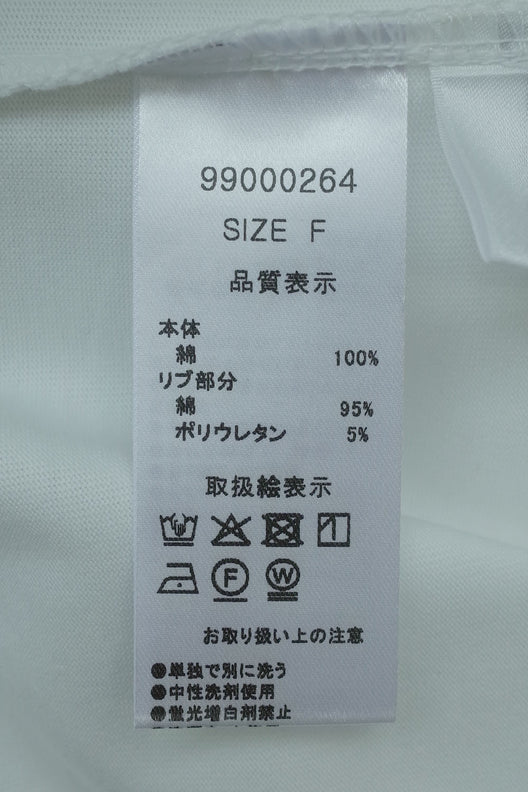 99000264
SIZE F
品質表示
本体
綿 100%
リブ部分
綿 95%
ポリウレタン 5%
取扱絵表示
F W
お取り扱い上の注意
●単独で別に洗う
●中性洗剤使用
●蛍光増白剤禁止